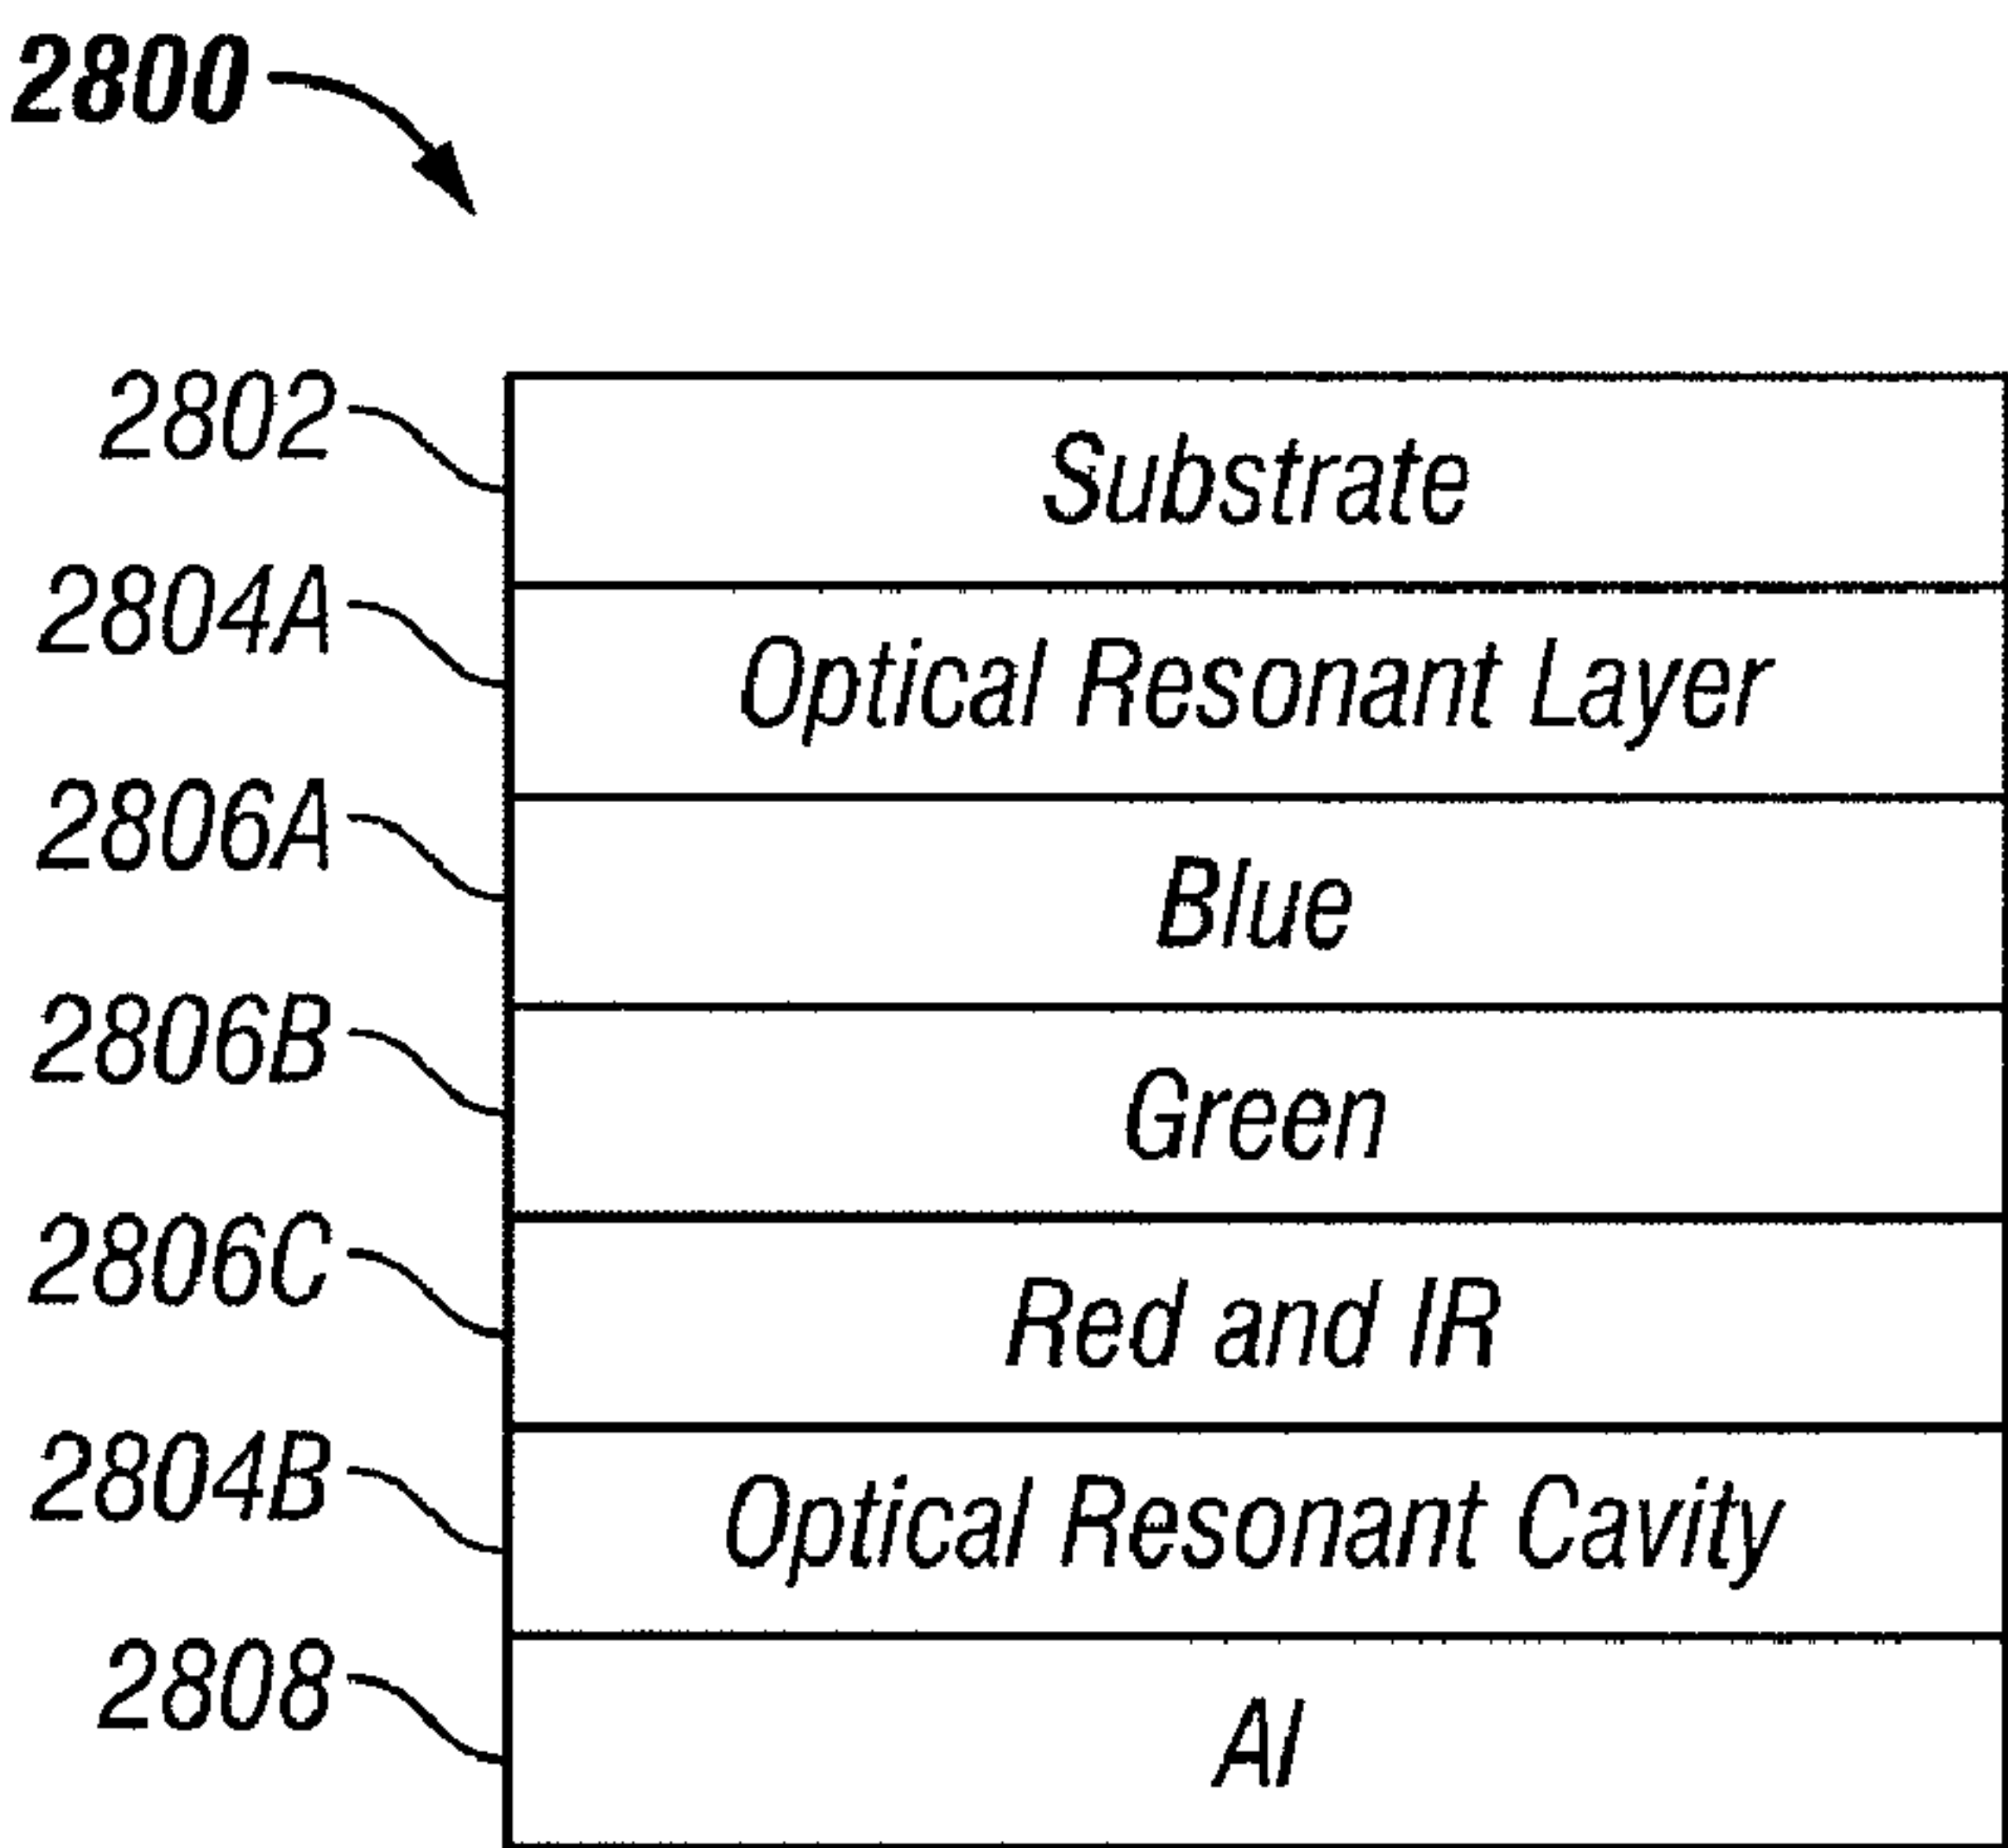 2800
2802 Substrate
2804A Optical Resonant Layer
2806A Blue
2806B Green
2806C Red and IR
2804B Optical Resonant Cavity
2808 Al